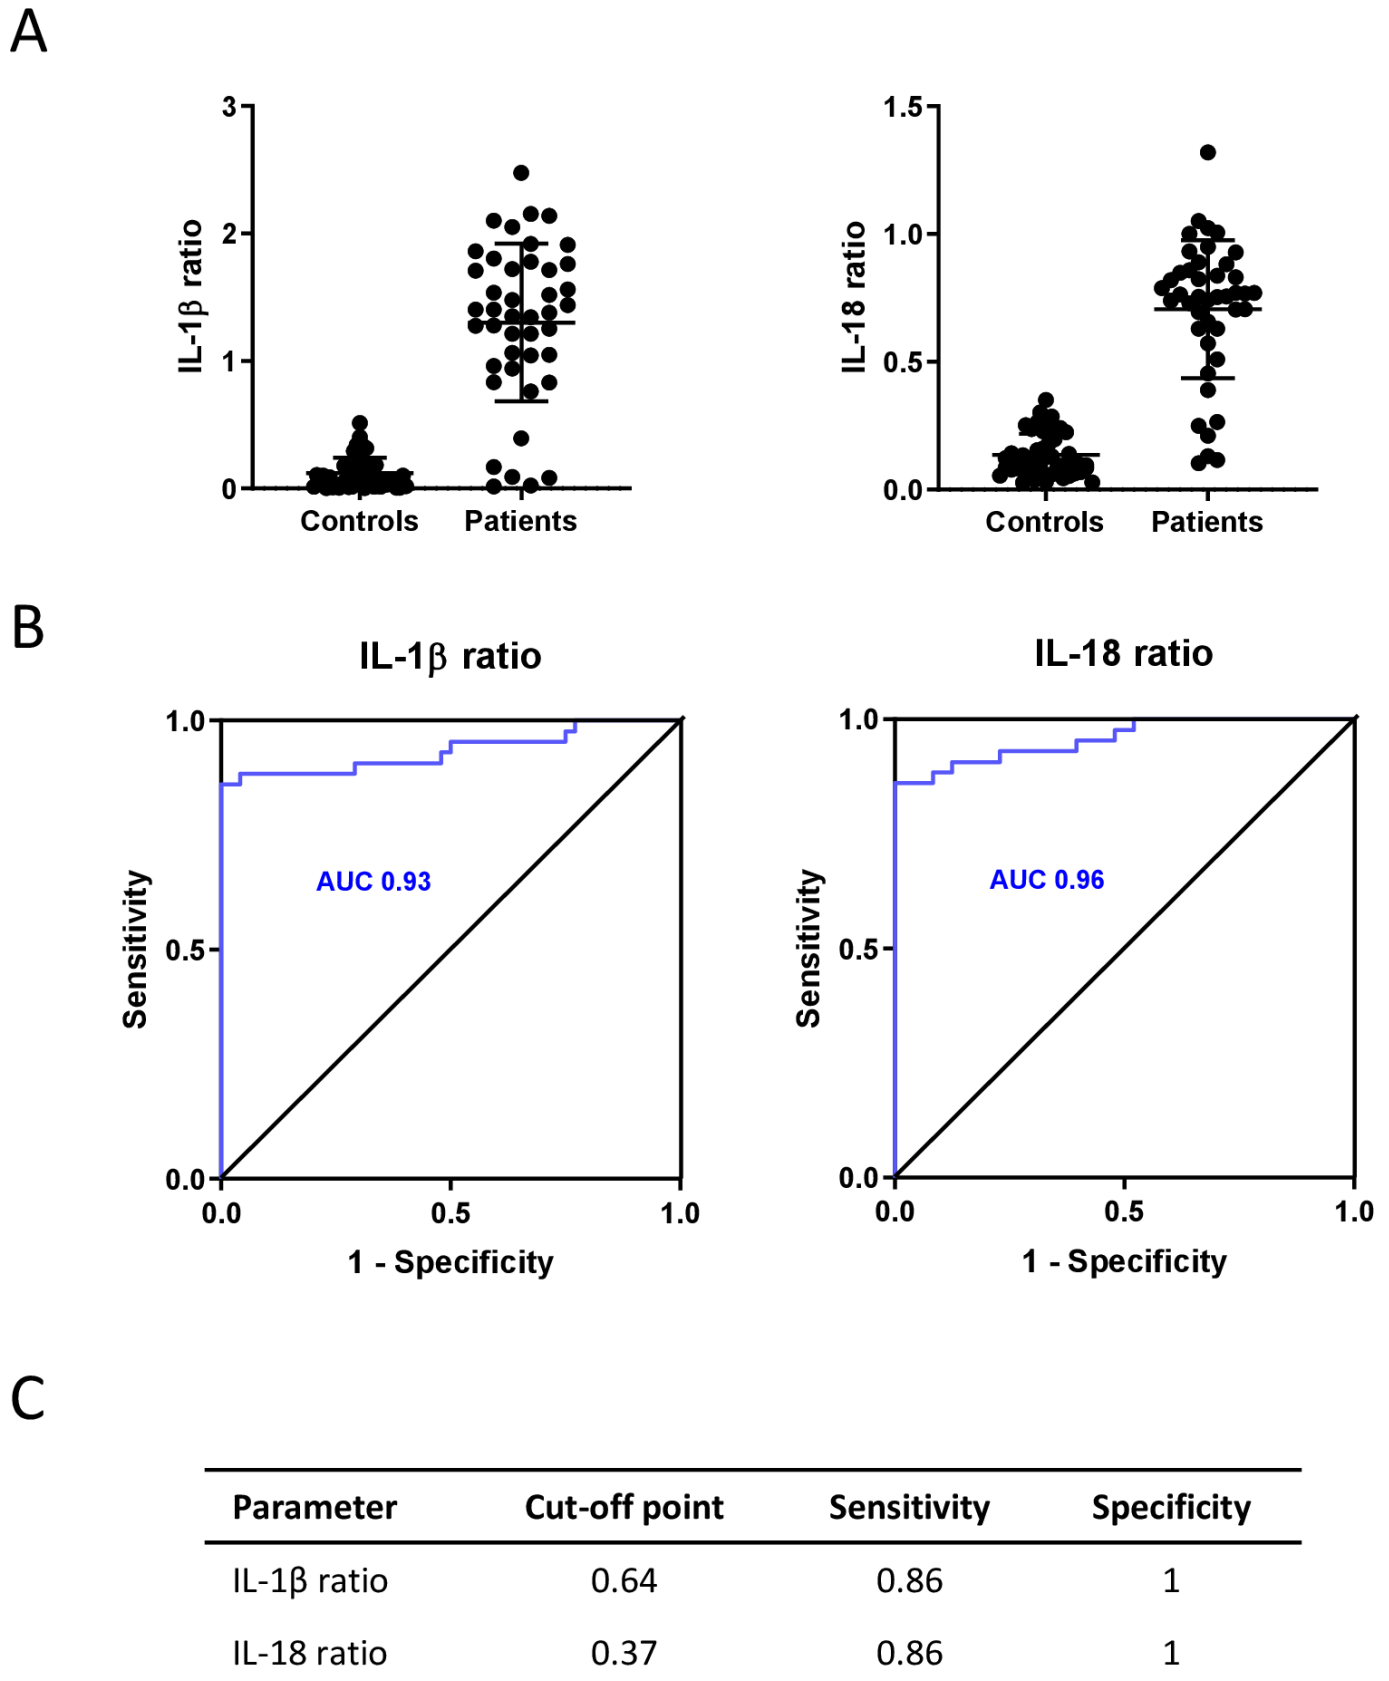 A
3
2
1
0
IL-1β ratio
Controls Patients
1.5
1.0
0.5
0.0
IL-18 ratio
Controls Patients
B
IL-1β ratio
1.0
0.5
0.0
Sensitivity
AUC 0.93
0.0 0.5 1.0
1 - Specificity
IL-18 ratio
1.0
0.5
0.0
Sensitivity
AUC 0.96
0.0 0.5 1.0
1 - Specificity
C
Parameter Cut-off point Sensitivity Specificity
IL-1β ratio 0.64 0.86 1
IL-18 ratio 0.37 0.86 1